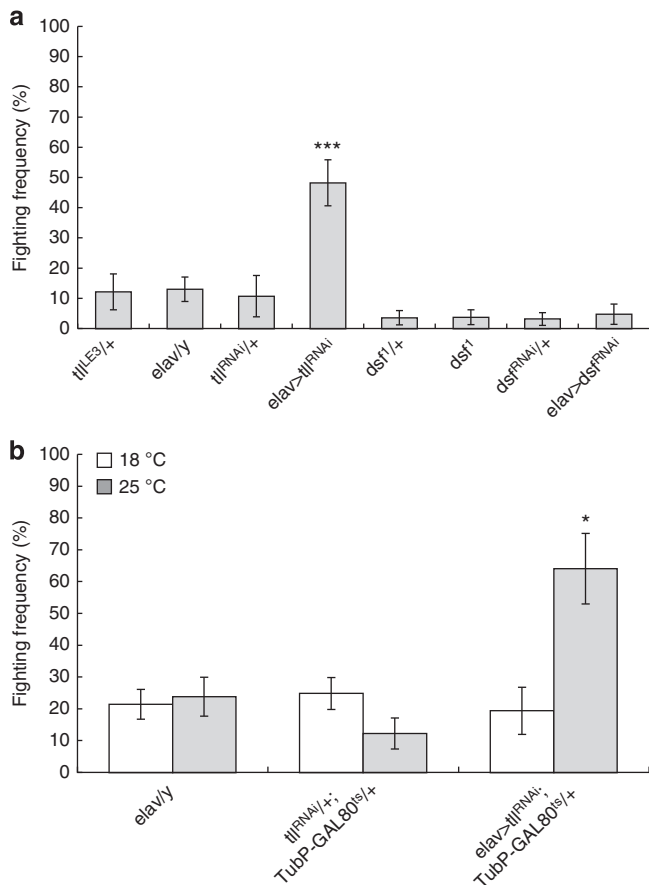 a
Fighting frequency (%)
100
90
80
70
60
50
40
30
20
10
0
***
tllLE3/+
elav/y
tllRNAi/+
elav>tllRNAi
dsf1/+
dsf1
dsfRNAi/+
elav>dsfRNAi
b
Fighting frequency (%)
100
90
80
70
60
50
40
30
20
10
0
18 °C
25 °C
*
elav/y
tllRNAi/+;
TubP-GAL80ts/+
elav>tllRNAi;
TubP-GAL80ts/+